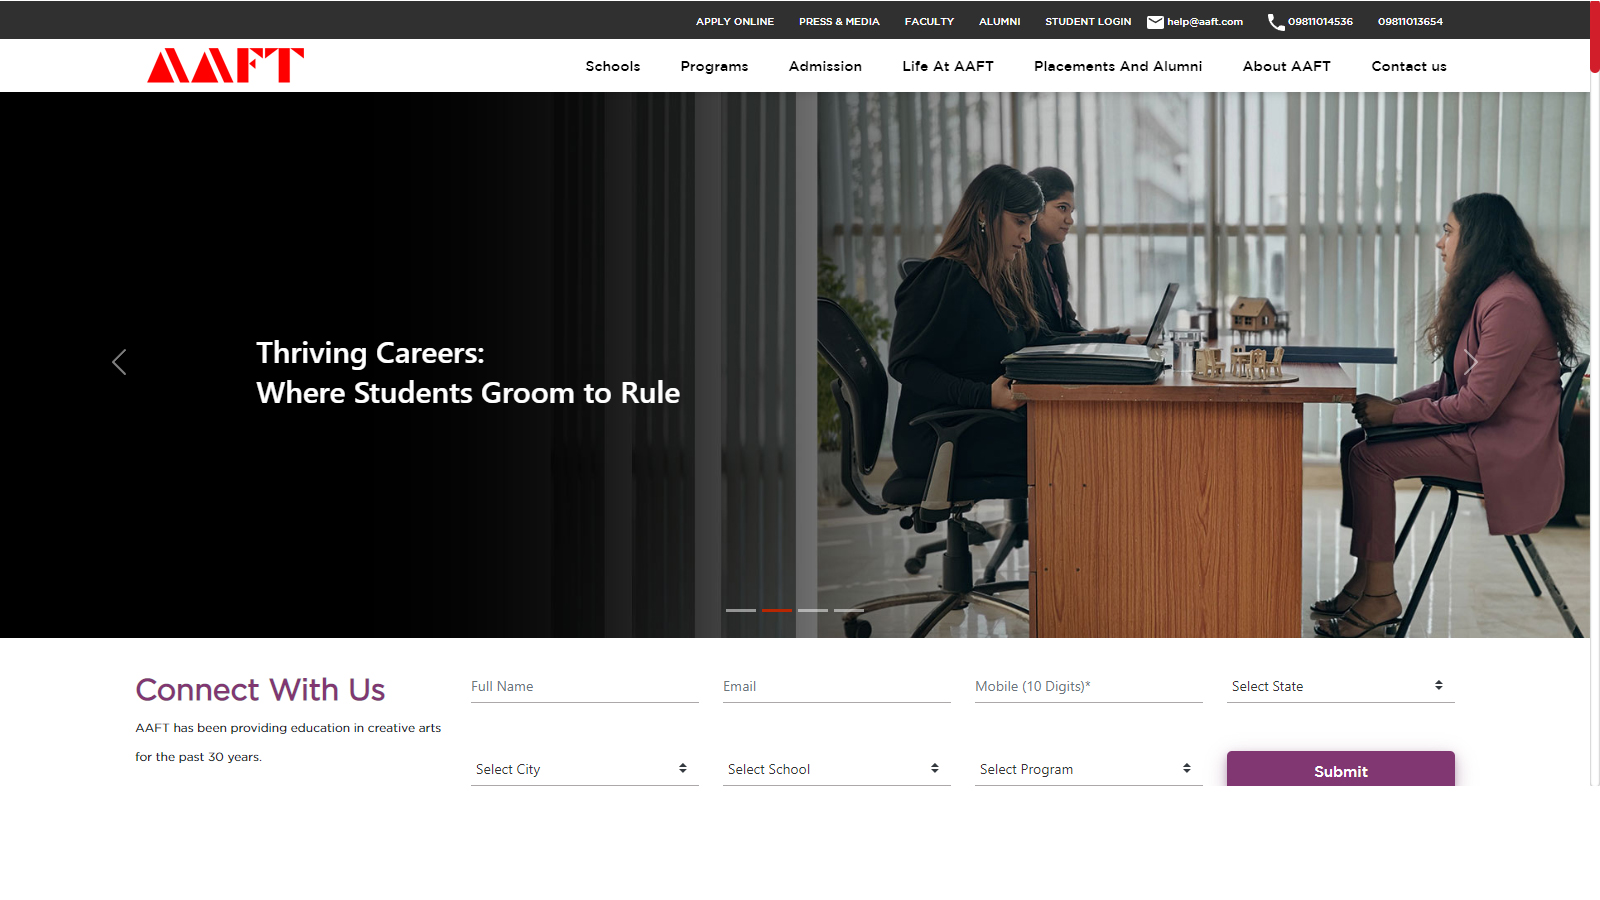 APPLY ONLINE PRESS & MEDIA FACULTY ALUMNI STUDENT LOGIN help@aaft.com 09811014536 09811013654
AAFT
Schools Programs Admission Life At AAFT Placements And Alumni About AAFT Contact us
Thriving Careers:
Where Students Groom to Rule
Connect With Us
AAFT has been providing education in creative arts
for the past 30 years.
Full Name Email Mobile (10 Digits)* Select State
Select City Select School Select Program Submit